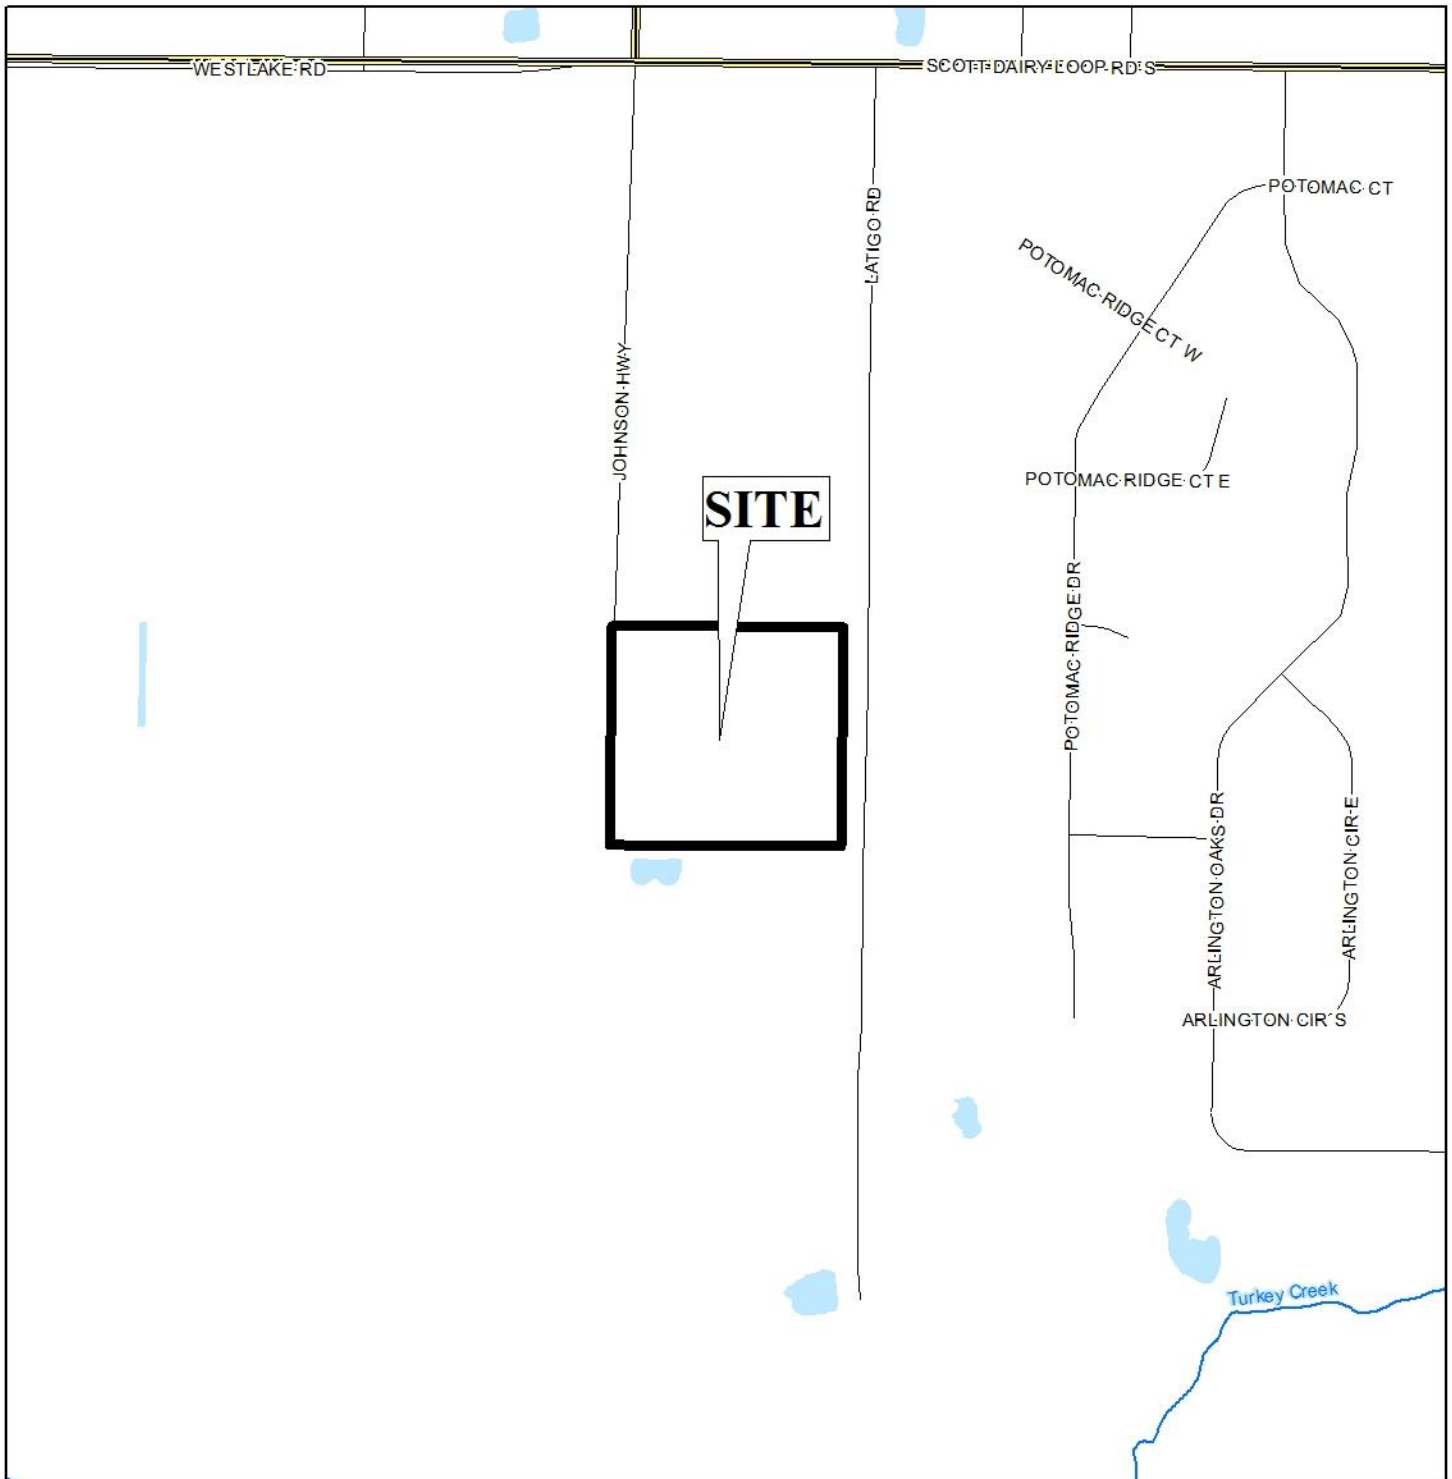 WESTLAKE RD
SCOTT DAIRY LOOP RD S
POTOMAC CT
LATIGO RD
POTOMAC RIDGE CT W
JOHNSON HWY
POTOMAC RIDGE CT E
SITE
POTOMAC RIDGE DR
ARLINGTON OAKS DR
ARLINGTON CIR E
ARLINGTON CIR S
Turkey Creek